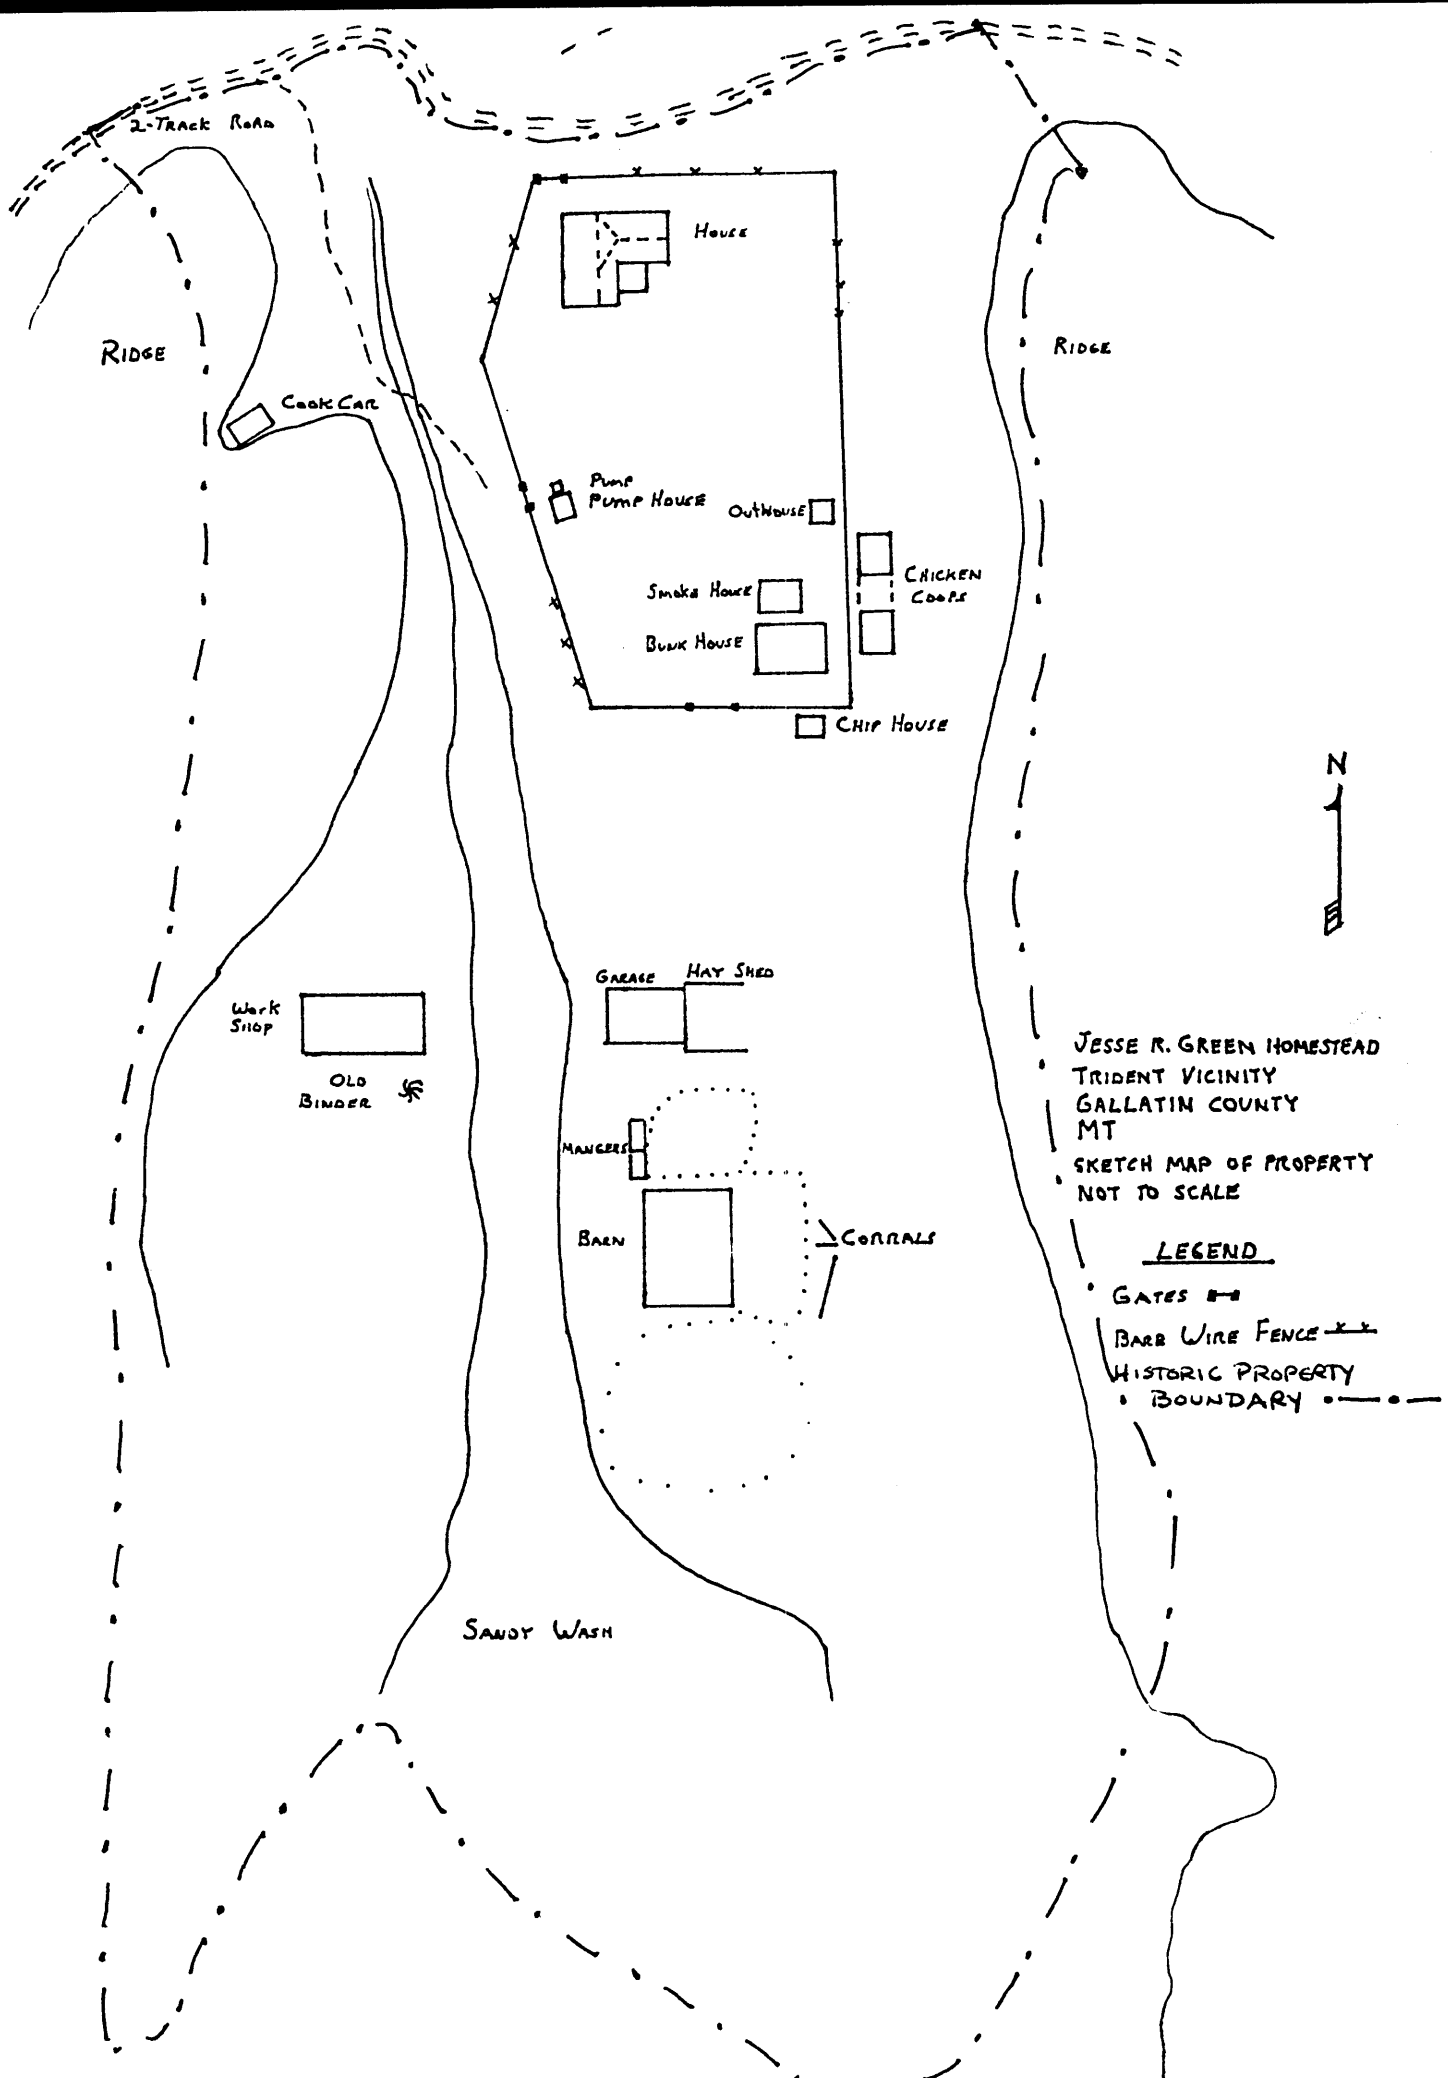 2-TRACK ROAD
HOUSE
RIDGE
RIDGE
COOK CAR
PUMP
PUMP HOUSE
OUTHOUSE
CHICKEN
COOPS
SMOKE HOUSE
BUNK HOUSE
CHIP HOUSE
N
GARAGE
HAY SHED
WORK
SHOP
OLD
BINDER
MANGERS
BARN
CORRALS
JESSE R. GREEN HOMESTEAD
TRIDENT VICINITY
GALLATIN COUNTY
MT
SKETCH MAP OF PROPERTY
NOT TO SCALE
LEGEND
GATES
BARB WIRE FENCE
HISTORIC PROPERTY
BOUNDARY
SANDY WASH